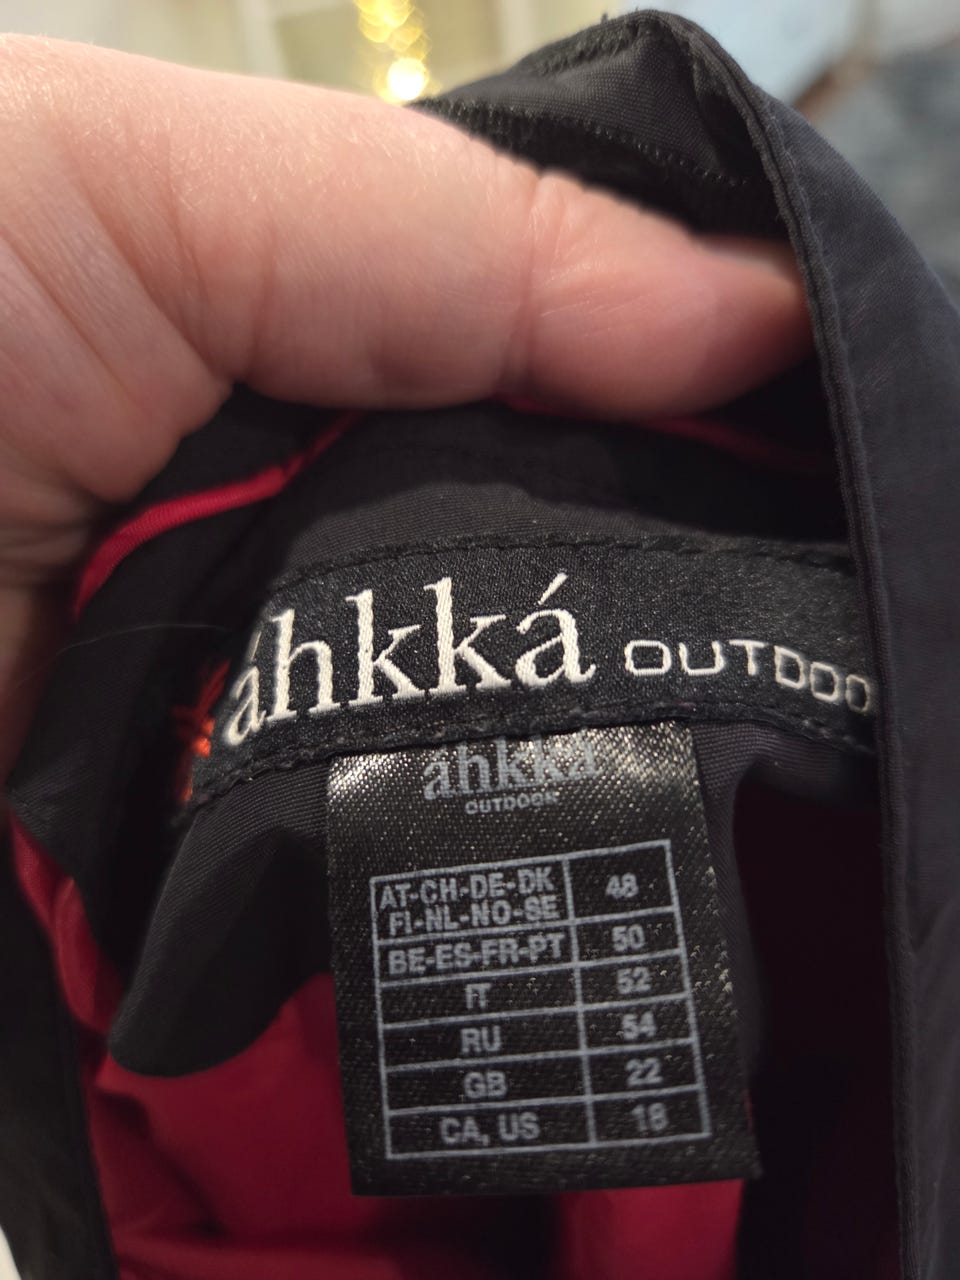 áhkká OUTDOO
áhkká
OUTDOOR
AT-CH-DE-DK
FI-NL-NO-SE 48
BE-ES-FR-PT 50
IT 52
RU 54
GB 22
CA, US 18